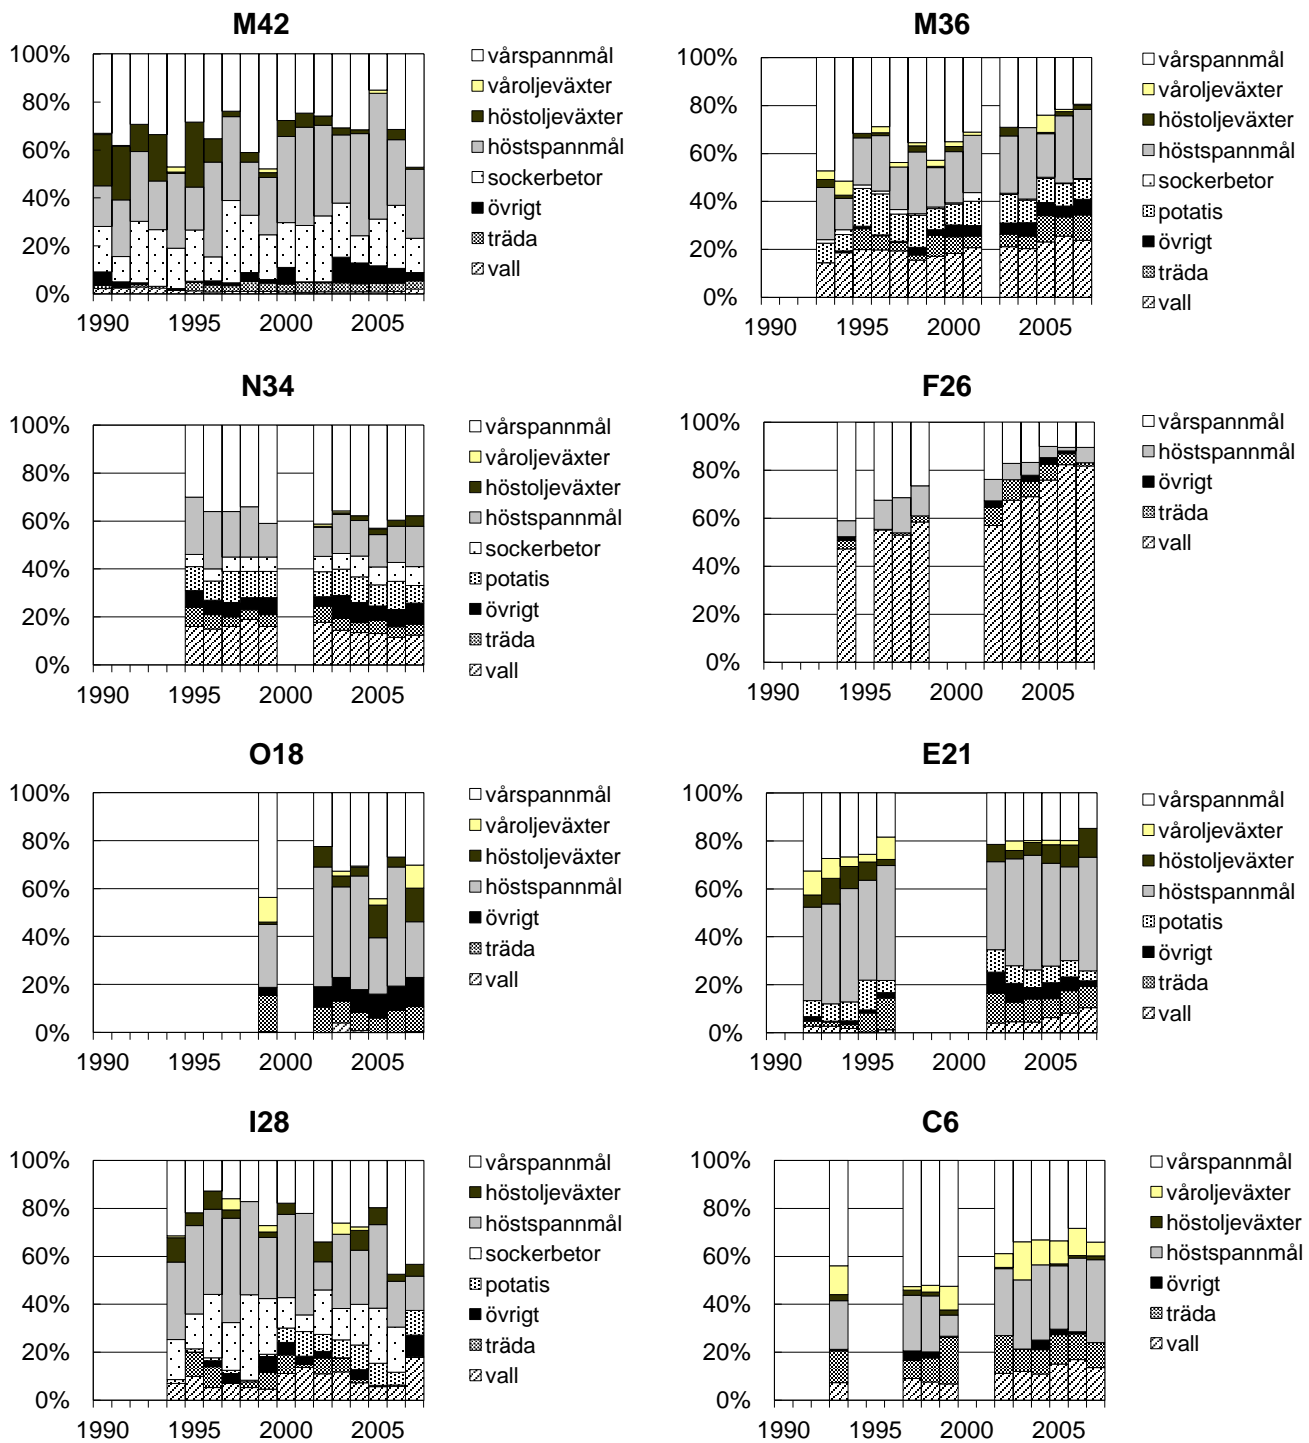 M42
100%
80%
60%
40%
20%
0%
1990 1995 2000 2005
vårspannmål
våroljeväxter
höstoljeväxter
höstspannmål
sockerbetor
övrigt
träda
vall
M36
100%
80%
60%
40%
20%
0%
1990 1995 2000 2005
vårspannmål
våroljeväxter
höstoljeväxter
höstspannmål
sockerbetor
potatis
övrigt
träda
vall
N34
100%
80%
60%
40%
20%
0%
1990 1995 2000 2005
vårspannmål
våroljeväxter
höstoljeväxter
höstspannmål
sockerbetor
potatis
övrigt
träda
vall
F26
100%
80%
60%
40%
20%
0%
1990 1995 2000 2005
vårspannmål
höstspannmål
övrigt
träda
vall
O18
100%
80%
60%
40%
20%
0%
1990 1995 2000 2005
vårspannmål
våroljeväxter
höstoljeväxter
höstspannmål
övrigt
träda
vall
E21
100%
80%
60%
40%
20%
0%
1990 1995 2000 2005
vårspannmål
våroljeväxter
höstoljeväxter
höstspannmål
potatis
övrigt
träda
vall
I28
100%
80%
60%
40%
20%
0%
1990 1995 2000 2005
vårspannmål
höstoljeväxter
höstspannmål
sockerbetor
potatis
övrigt
träda
vall
C6
100%
80%
60%
40%
20%
0%
1990 1995 2000 2005
vårspannmål
våroljeväxter
höstoljeväxter
höstspannmål
övrigt
träda
vall